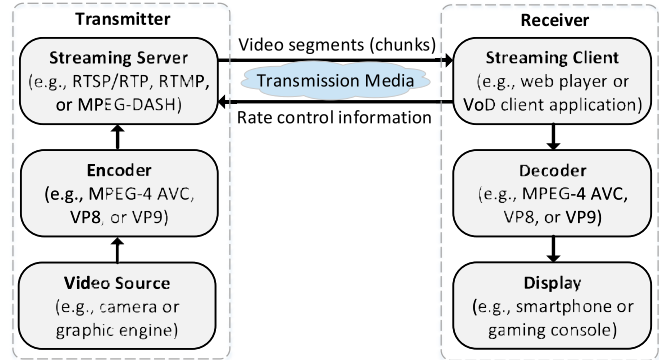 Transmitter
Streaming Server
(e.g., RTSP/RTP, RTMP,
or MPEG-DASH)
Encoder
(e.g., MPEG-4 AVC,
VP8, or VP9)
Video Source
(e.g., camera or
graphic engine)
Video segments (chunks)
Transmission Media
Rate control information
Receiver
Streaming Client
(e.g., web player or
VoD client application)
Decoder
(e.g., MPEG-4 AVC,
VP8, or VP9)
Display
(e.g., smartphone or
gaming console)